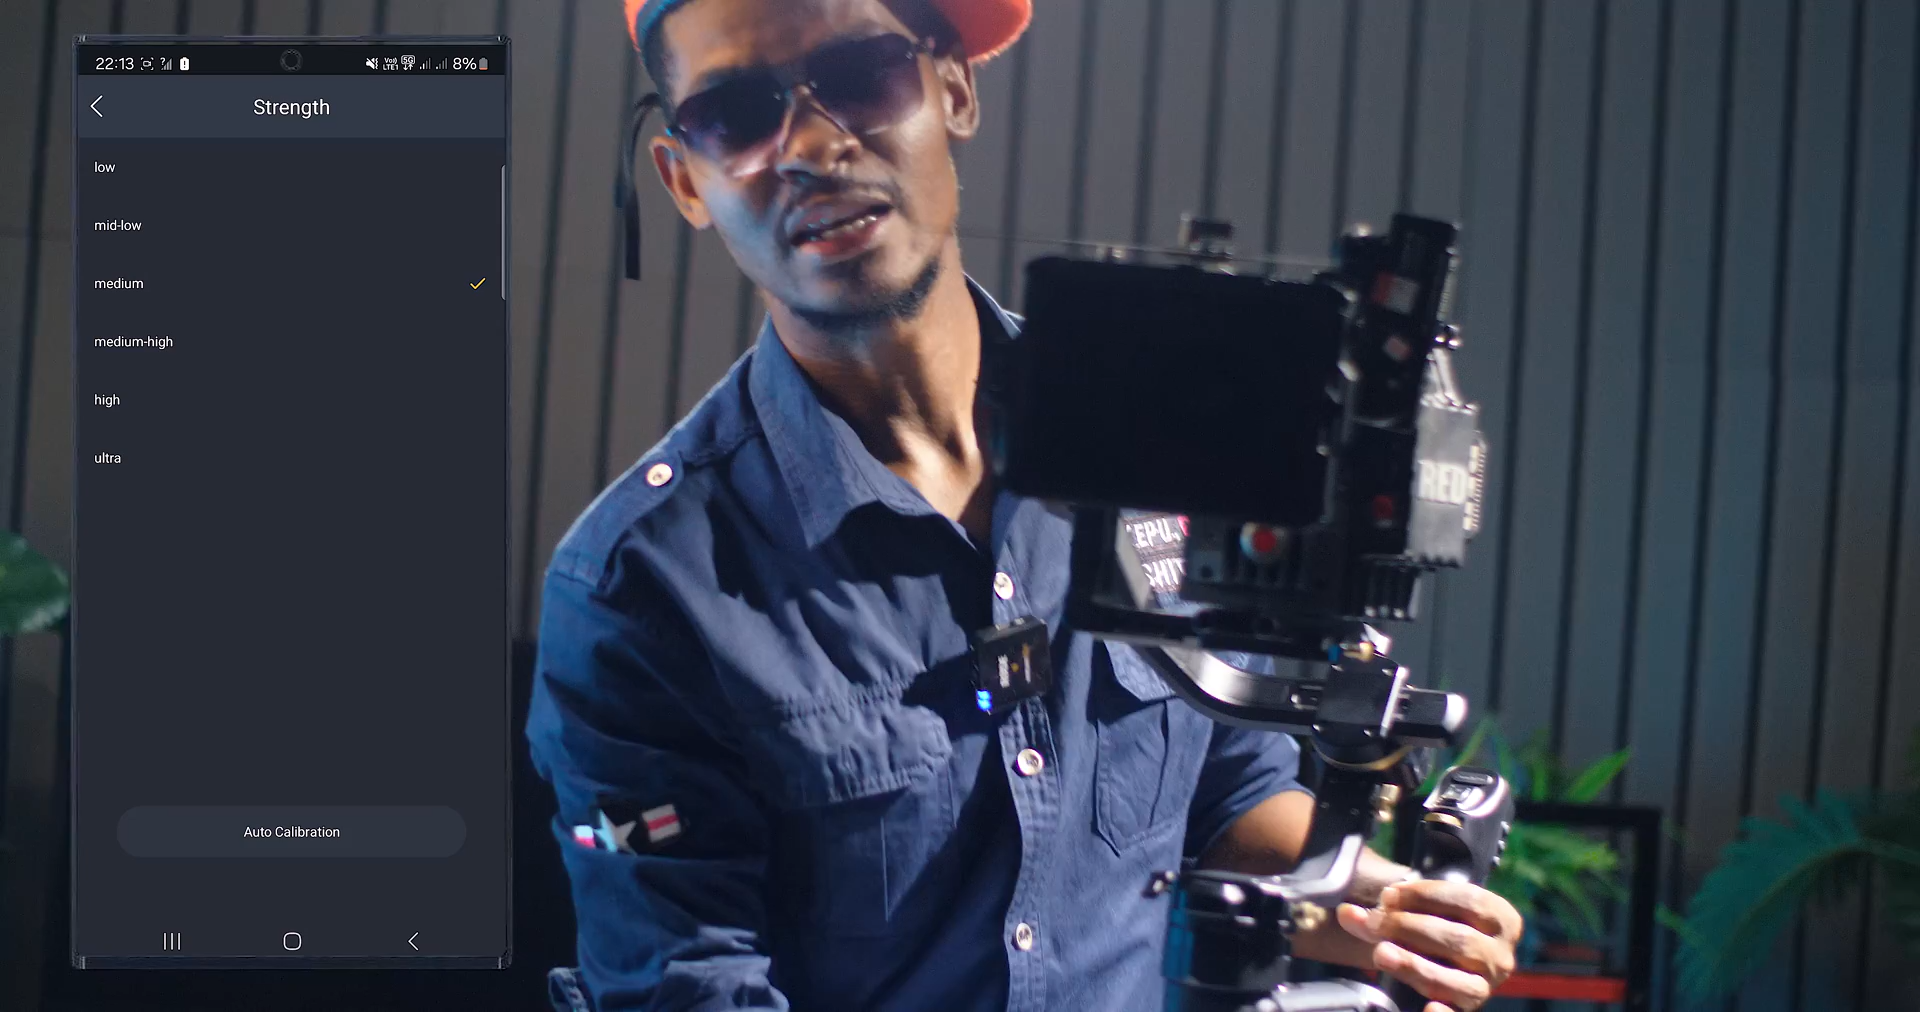 22:13
8%
Strength
low
mid-low
medium
medium-high
high
ultra
Auto Calibration
RED